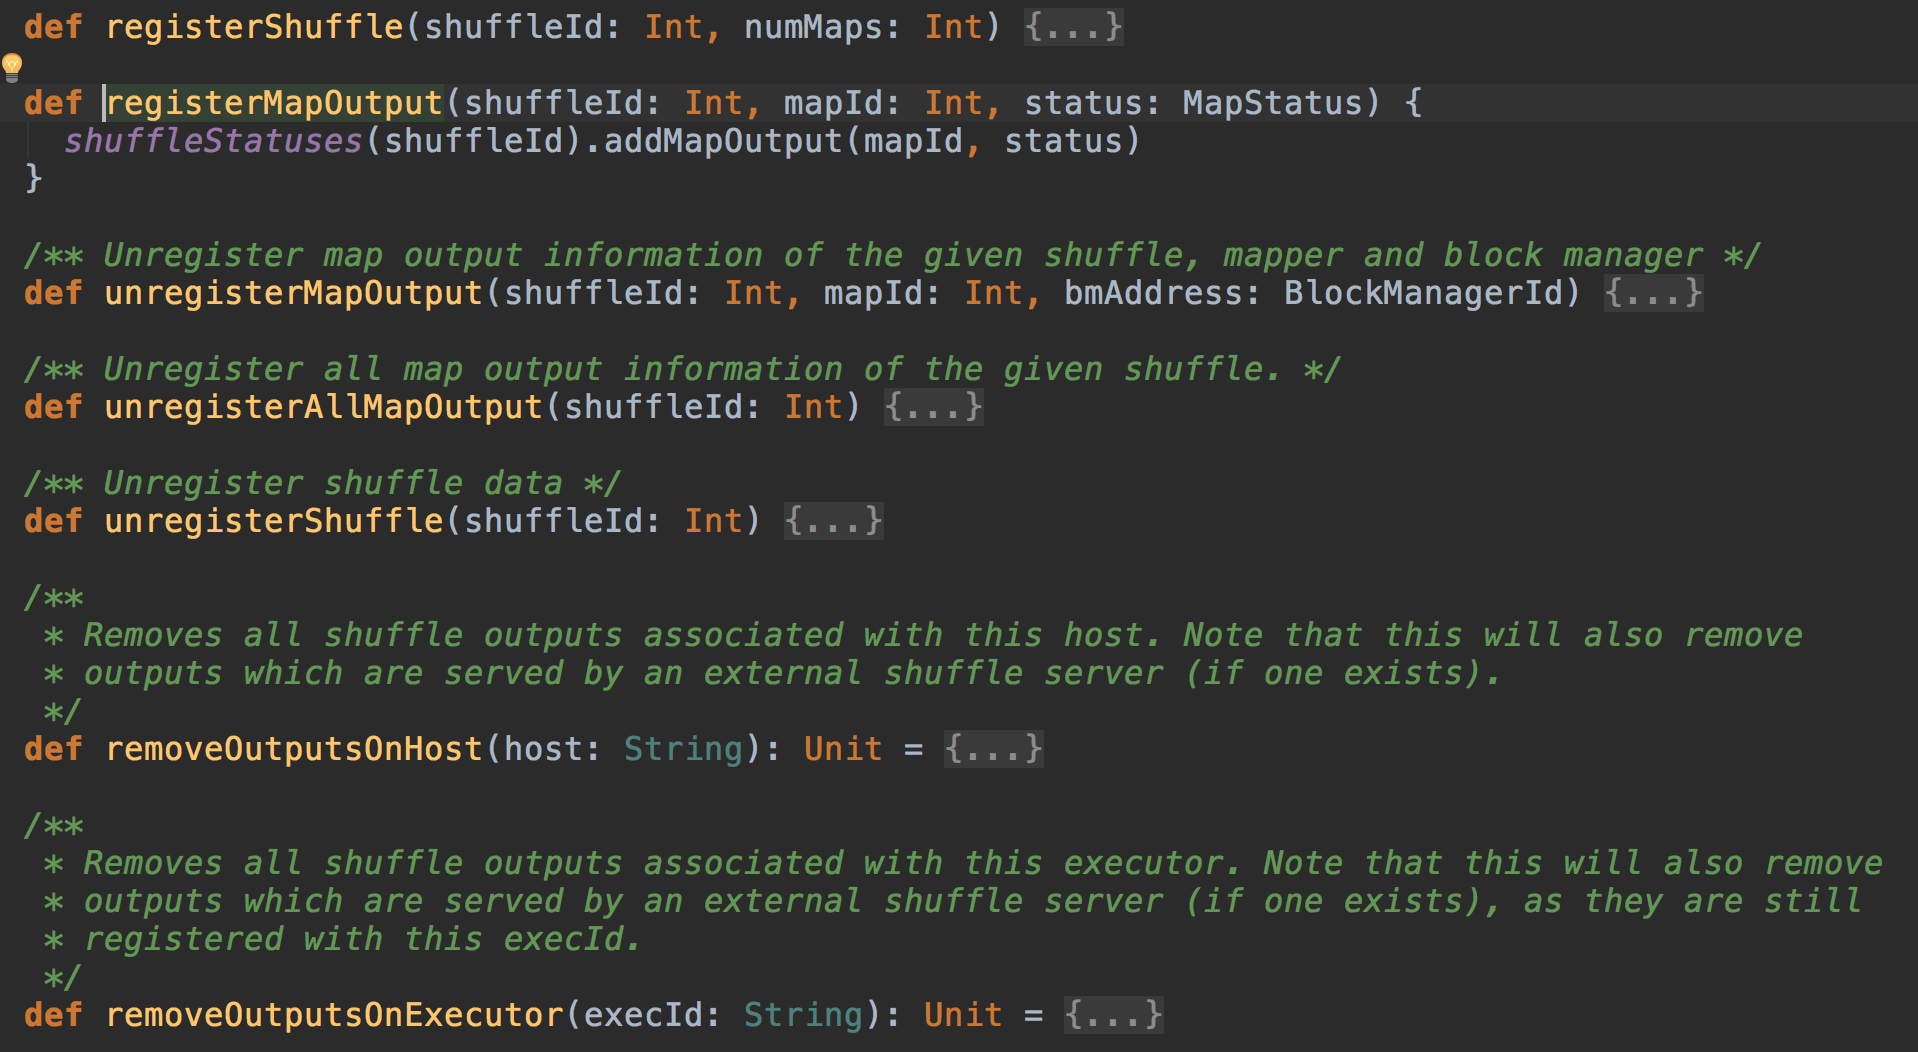 def registerShuffle(shuffleId: Int, numMaps: Int) {...}
def registerMapOutput(shuffleId: Int, mapId: Int, status: MapStatus) {
  shuffleStatuses(shuffleId).addMapOutput(mapId, status)
}
/** Unregister map output information of the given shuffle, mapper and block manager */
def unregisterMapOutput(shuffleId: Int, mapId: Int, bmAddress: BlockManagerId) {...}
/** Unregister all map output information of the given shuffle. */
def unregisterAllMapOutput(shuffleId: Int) {...}
/** Unregister shuffle data */
def unregisterShuffle(shuffleId: Int) {...}
/**
 * Removes all shuffle outputs associated with this host. Note that this will also remove
 * outputs which are served by an external shuffle server (if one exists).
 */
def removeOutputsOnHost(host: String): Unit = {...}
/**
 * Removes all shuffle outputs associated with this executor. Note that this will also remove
 * outputs which are served by an external shuffle server (if one exists), as they are still
 * registered with this execId.
 */
def removeOutputsOnExecutor(execId: String): Unit = {...}